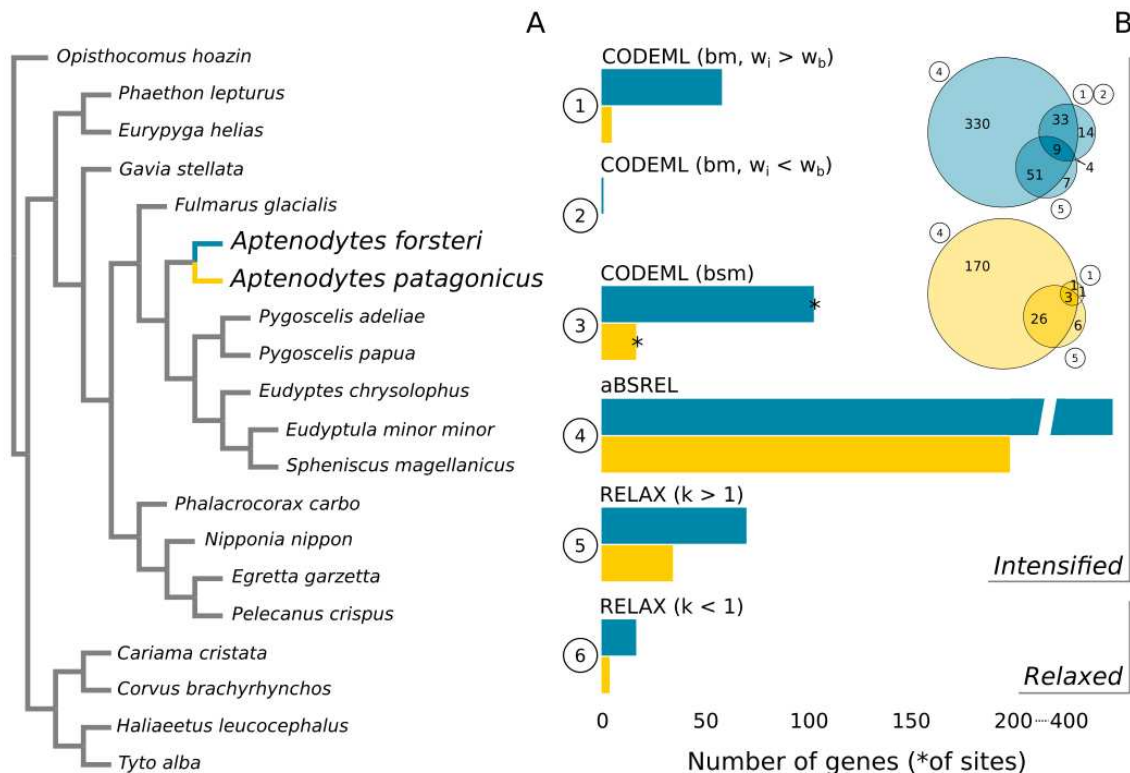 A
Opisthocomus hoazin
Phaethon lepturus
Eurypyga helias
Gavia stellata
Fulmarus glacialis
Aptenodytes forsteri
Aptenodytes patagonicus
Pygoscelis adeliae
Pygoscelis papua
Eudyptes chrysolophus
Eudyptula minor minor
Spheniscus magellanicus
Phalacrocorax carbo
Nipponia nippon
Egretta garzetta
Pelecanus crispus
Cariama cristata
Corvus brachyrhynchos
Haliaeetus leucocephalus
Tyto alba
B
CODEML (bm, wi > wb)
1
CODEML (bm, wi < wb)
2
CODEML (bsm)
3
*
*
aBSREL
4
RELAX (k > 1)
5
Intensified
RELAX (k < 1)
6
Relaxed
0 50 100 150 200 ···· 400
Number of genes (*of sites)
4
1 2
330
33
14
9
4
51
7
5
4
1
170
1
1
3
26
6
5